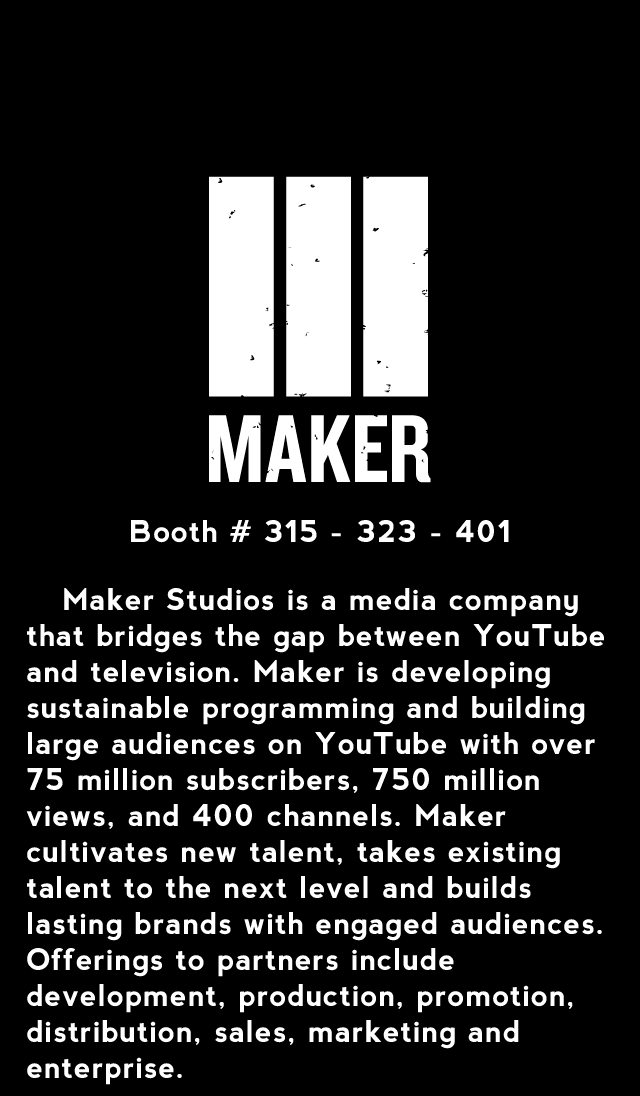 MAKER
Booth # 315 - 323 - 401
Maker Studios is a media company
that bridges the gap between YouTube
and television. Maker is developing
sustainable programming and building
large audiences on YouTube with over
75 million subscribers, 750 million
views, and 400 channels. Maker
cultivates new talent, takes existing
talent to the next level and builds
lasting brands with engaged audiences.
Offerings to partners include
development, production, promotion,
distribution, sales, marketing and
enterprise.